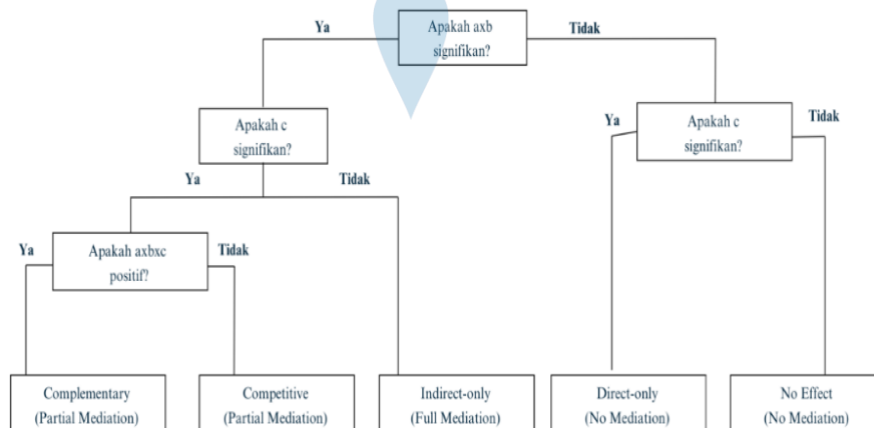 Apakah axb
signifikan?
Ya
Tidak
Apakah c
signifikan?
Ya
Tidak
Apakah c
signifikan?
Ya
Tidak
Apakah axbxc
positif?
Ya
Tidak
Complementary
(Partial Mediation)
Competitive
(Partial Mediation)
Indirect-only
(Full Mediation)
Direct-only
(No Mediation)
No Effect
(No Mediation)